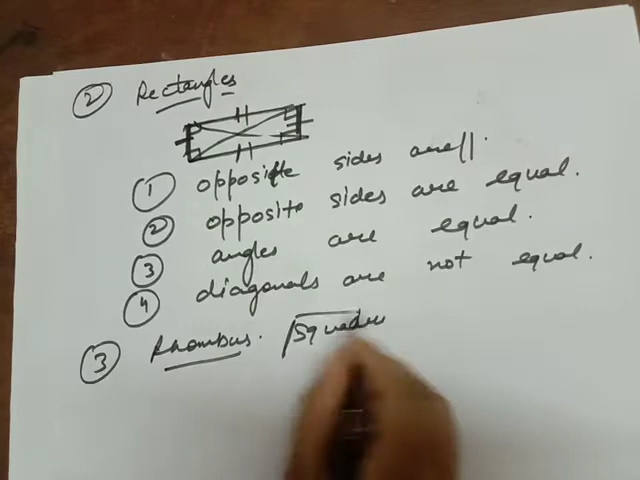 ② Rectangles
① opposite sides are ||.
② opposite sides are equal.
③ angles are equal.
④ diagonals are not equal.
③ Rhombus.